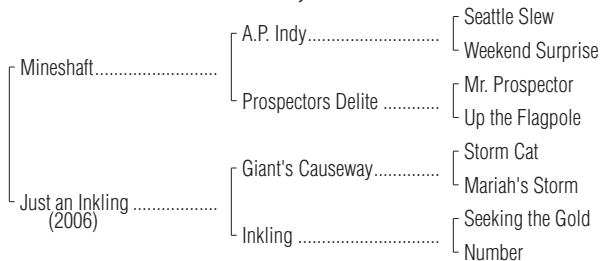 Seattle Slew
A.P. Indy..............................
Weekend Surprise
Mineshaft..........................
Mr. Prospector
Prospectors Delite ............
Up the Flagpole
Storm Cat
Giant's Causeway..............
Mariah's Storm
Just an Inkling ..................
(2006)
Seeking the Gold
Inkling ..............................
Number